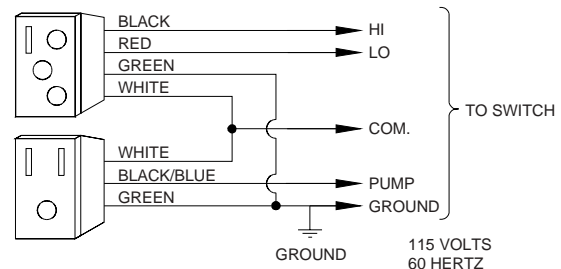 BLACK
HI
RED
LO
GREEN
WHITE
TO SWITCH
COM.
WHITE
BLACK/BLUE
PUMP
GREEN
GROUND
GROUND
115 VOLTS
60 HERTZ